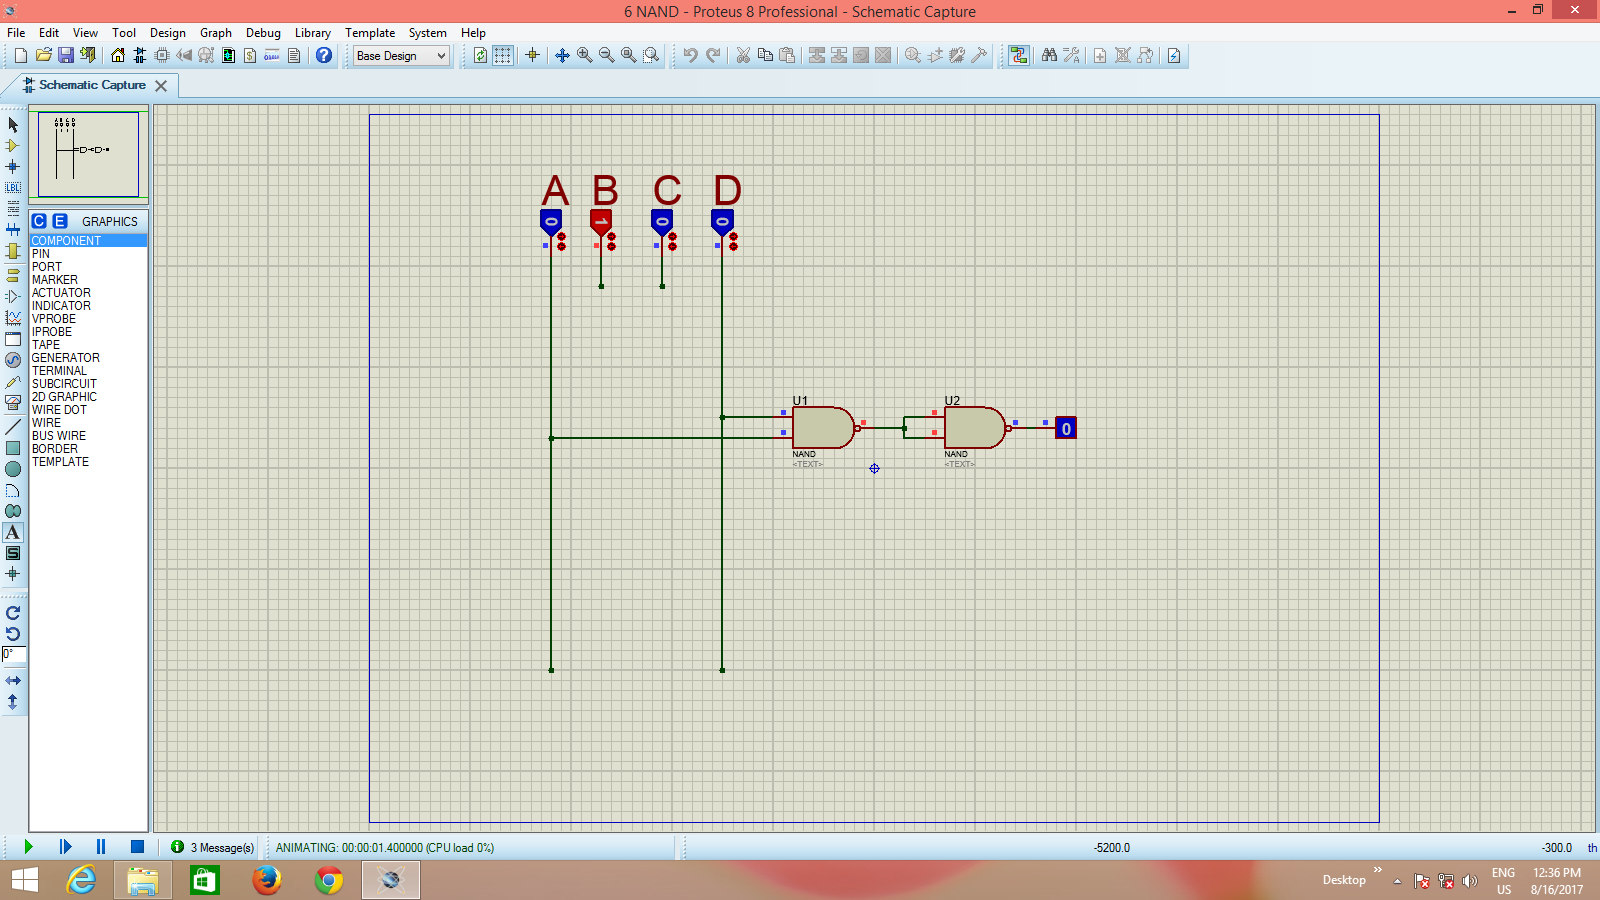 6 NAND - Proteus 8 Professional - Schematic Capture
File Edit View Tool Design Graph Debug Library Template System Help
Base Design
Schematic Capture
C E GRAPHICS
COMPONENT
PIN
PORT
MARKER
ACTUATOR
INDICATOR
VPROBE
IPROBE
TAPE
GENERATOR
TERMINAL
SUBCIRCUIT
2D GRAPHIC
WIRE DOT
WIRE
BUS WIRE
BORDER
TEMPLATE
LBL
A
S
0°
A B C D
0 1 0 0
U1 U2
0
NAND NAND
<TEXT> <TEXT>
3 Message(s) ANIMATING: 00:00:01.400000 (CPU load 0%) -5200.0 -300.0 th
Desktop
ENG 12:36 PM
US 8/16/2017